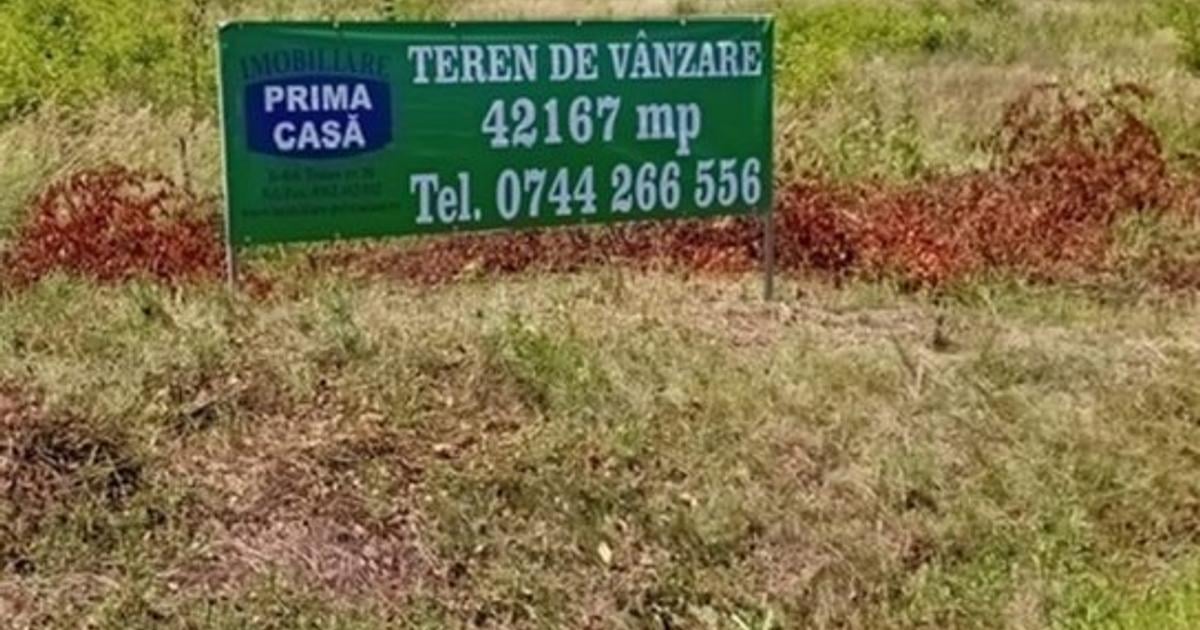 IMOBILIARE
PRIMA
CASĂ
TEREN DE VÂNZARE
42167 mp
Tel. 0744 266 556